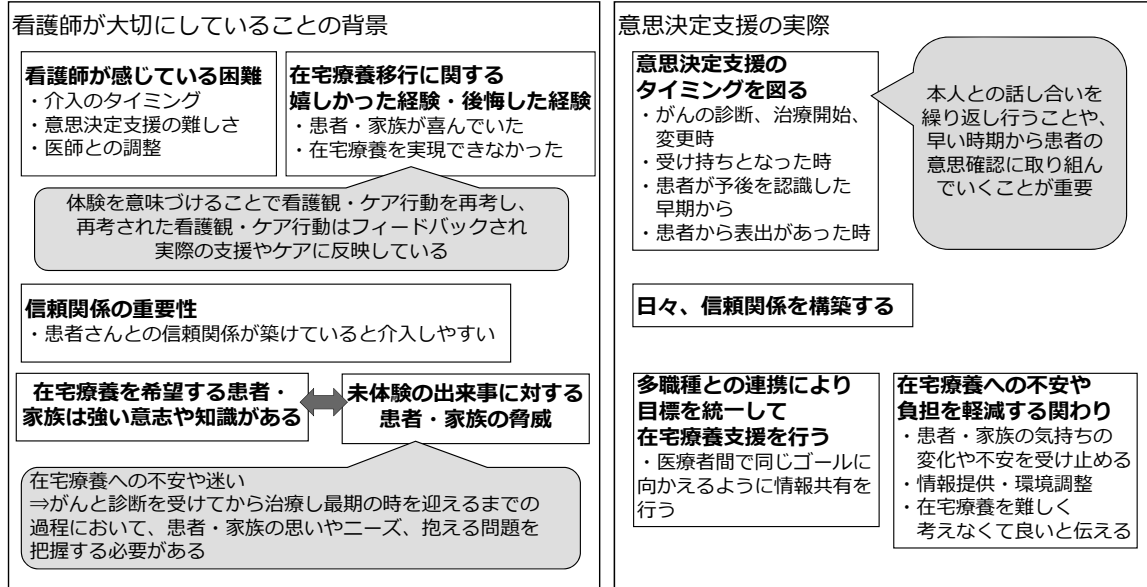 看護師が大切にしていることの背景
看護師が感じている困難
・介入のタイミング
・意思決定支援の難しさ
・医師との調整
在宅療養移行に関する
嬉しかった経験・後悔した経験
・患者・家族が喜んでいた
・在宅療養を実現できなかった
体験を意味づけることで看護観・ケア行動を再考し、
再考された看護観・ケア行動はフィードバックされ
実際の支援やケアに反映している
信頼関係の重要性
・患者さんとの信頼関係が築けていると介入しやすい
在宅療養を希望する患者・
家族は強い意志や知識がある
未体験の出来事に対する
患者・家族の脅威
在宅療養への不安や迷い
⇒がんと診断を受けてから治療し最期の時を迎えるまでの
過程において、患者・家族の思いやニーズ、抱える問題を
把握する必要がある
意思決定支援の実際
意思決定支援の
タイミングを図る
・がんの診断、治療開始、
変更時
・受け持ちとなった時
・患者が予後を認識した
早期から
・患者から表出があった時
本人との話し合いを
繰り返し行うことや、
早い時期から患者の
意思確認に取り組ん
でいくことが重要
日々、信頼関係を構築する
多職種との連携により
目標を統一して
在宅療養支援を行う
・医療者間で同じゴールに
向かえるように情報共有を
行う
在宅療養への不安や
負担を軽減する関わり
・患者・家族の気持ちの
変化や不安を受け止める
・情報提供・環境調整
・在宅療養を難しく
考えなくて良いと伝える